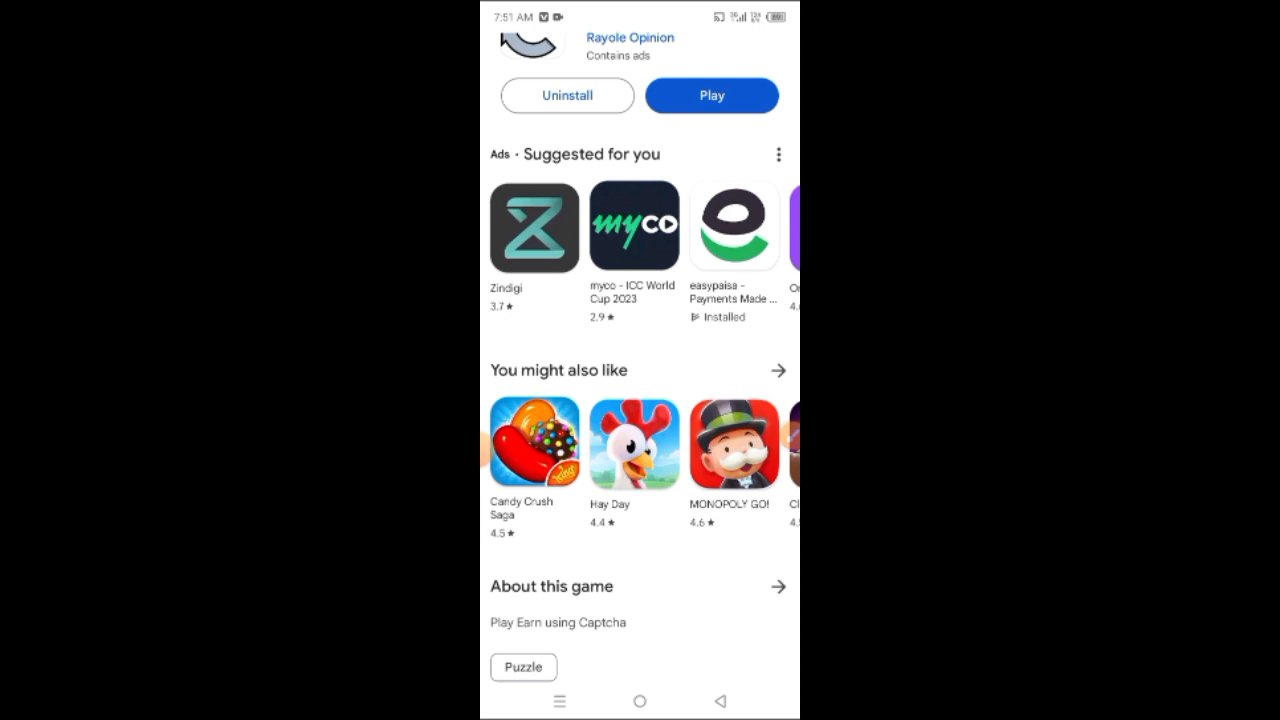 7:51 AM
Rayole Opinion
Contains ads
Uninstall
Play
Ads · Suggested for you
myco
Zindigi
3.7★
myco - ICC World
Cup 2023
2.9 ★
easypaisa -
Payments Made ...
Installed
You might also like
King
Candy Crush
Saga
4.5★
Hay Day
4.4 ★
MONOPOLY GO!
4.6 ★
About this game
Play Earn using Captcha
Puzzle